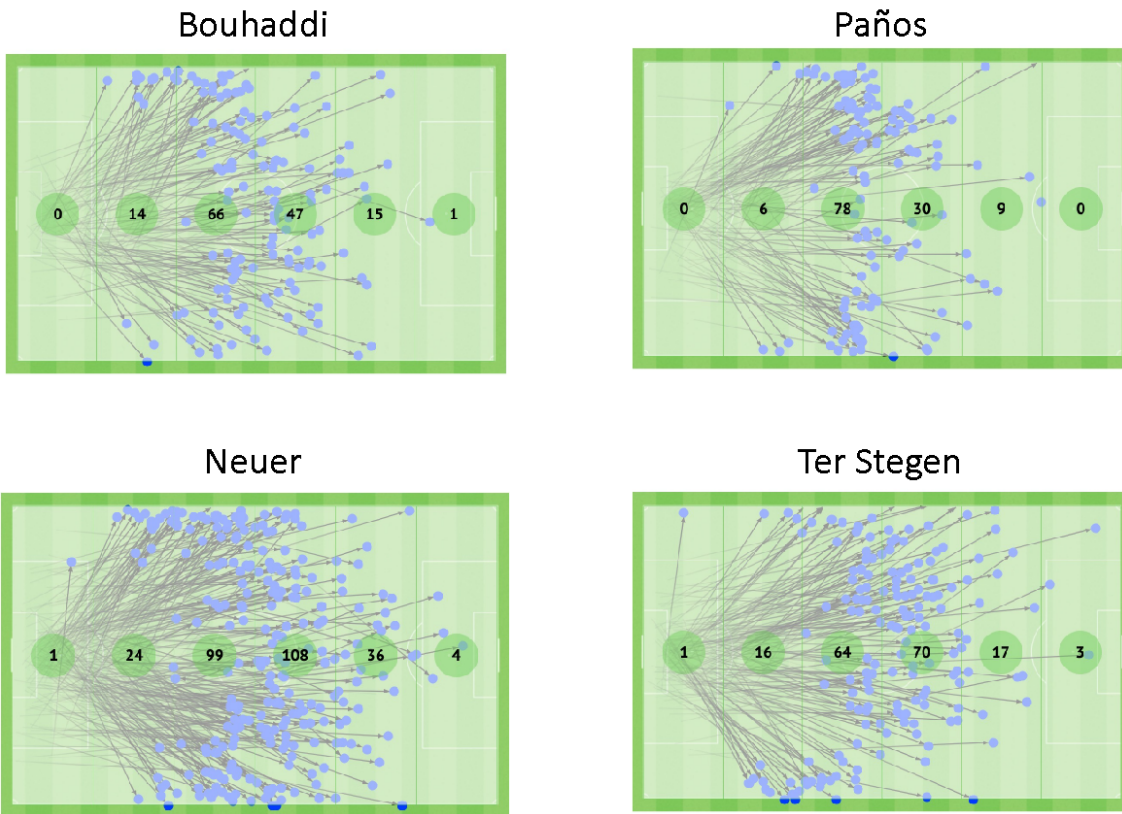 Bouhaddi
Paños
0 14 66 47 15 1
0 6 78 30 9 0
Neuer
Ter Stegen
1 24 99 108 36 4
1 16 64 70 17 3